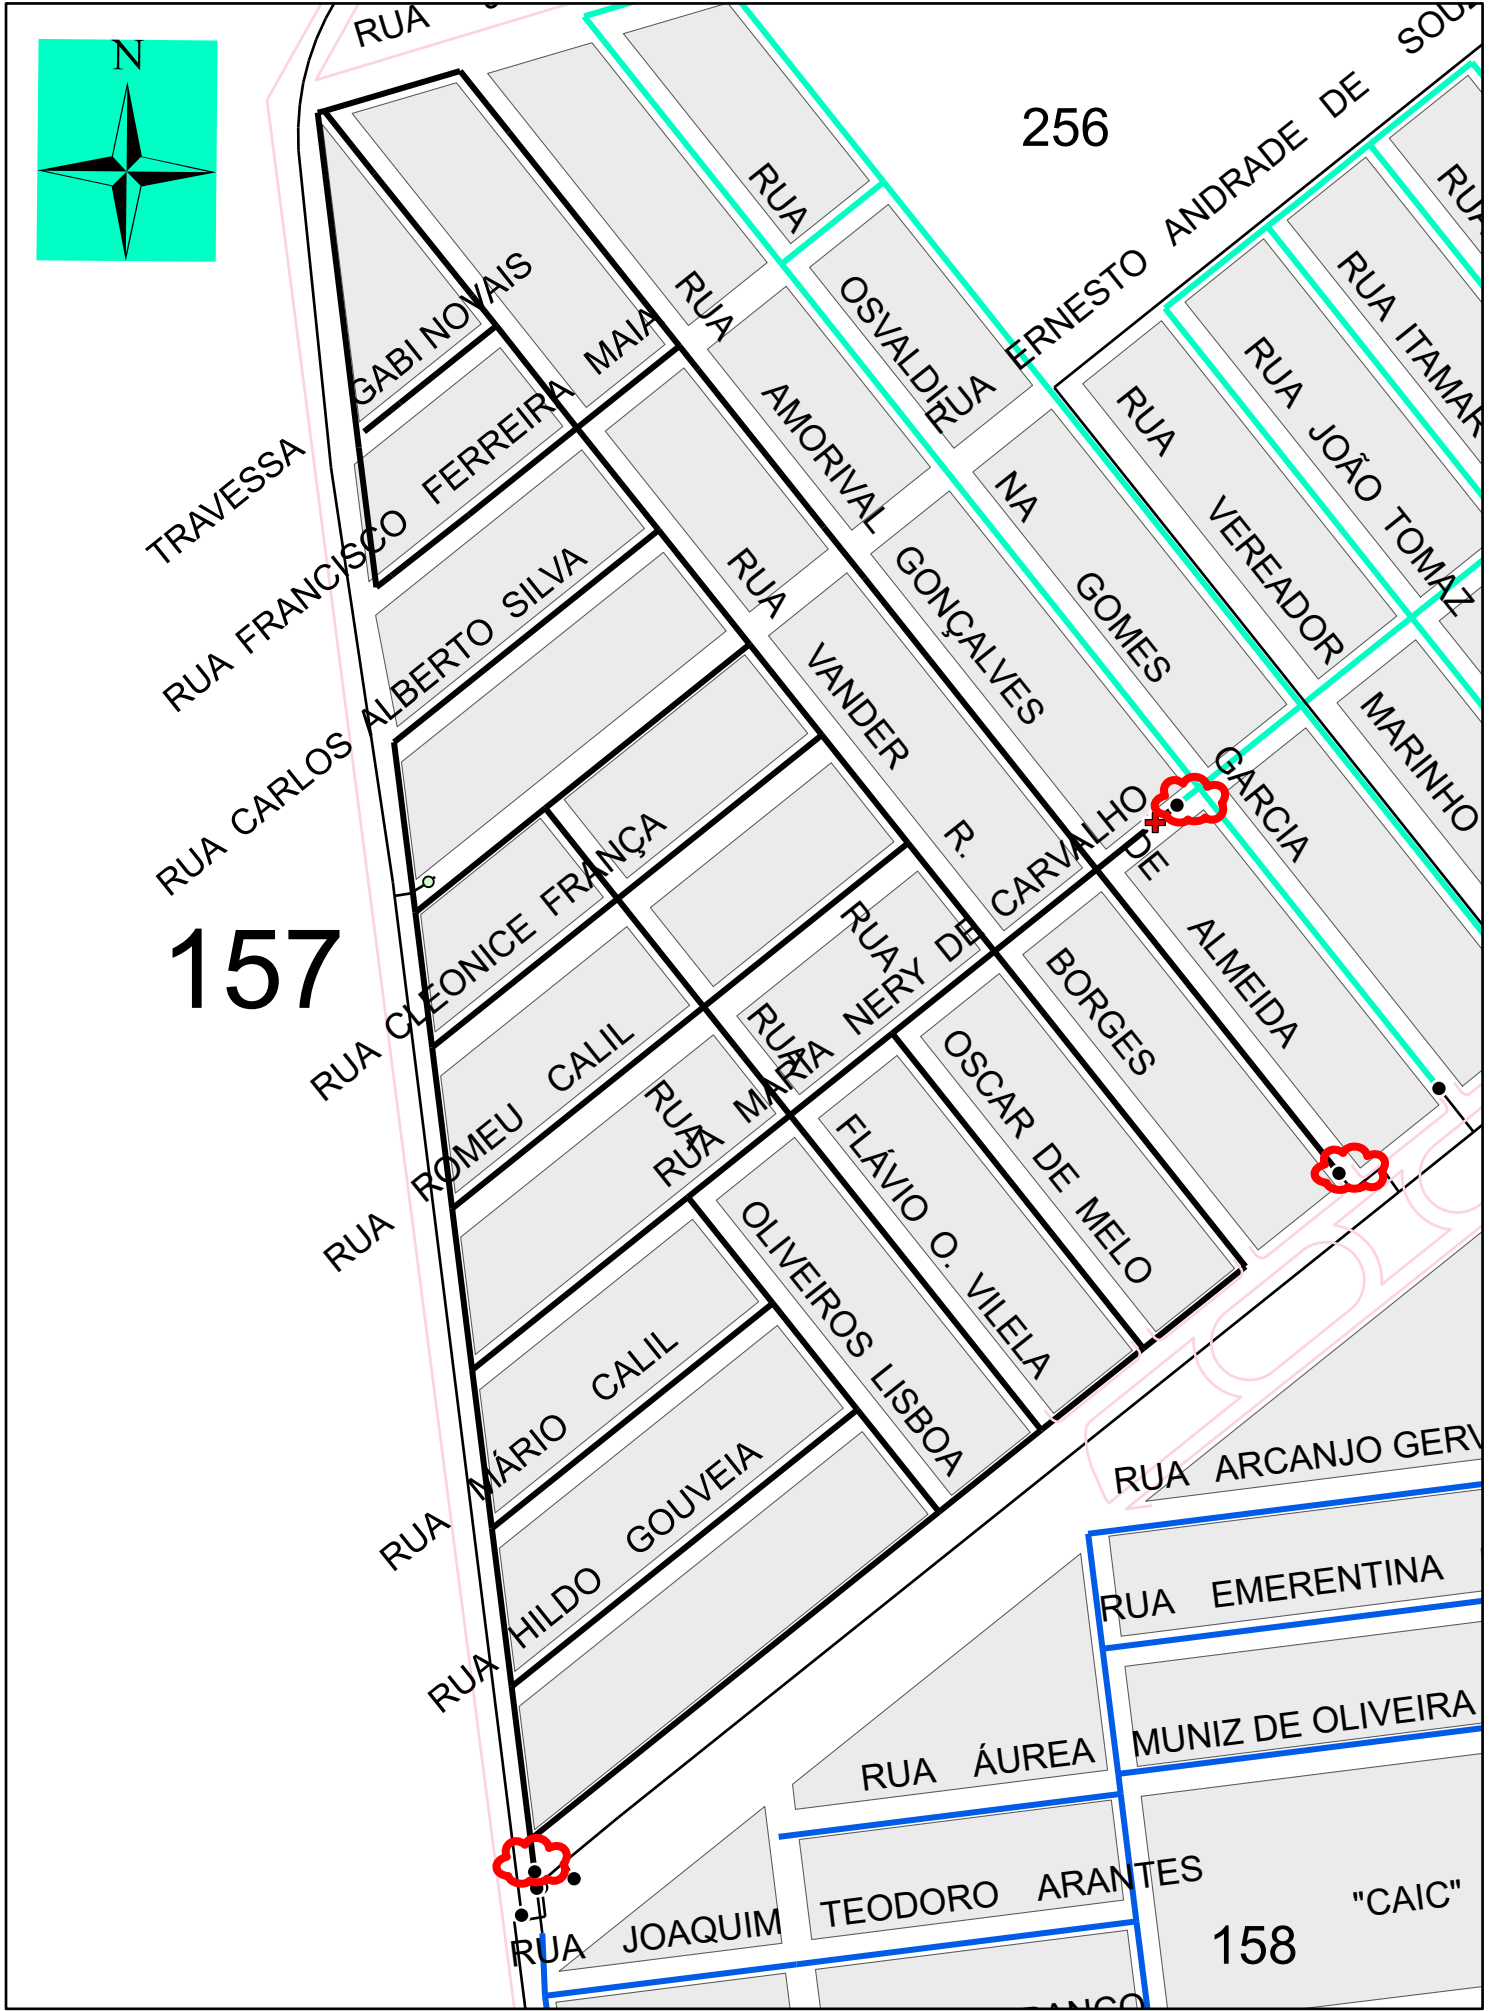 N
RUA
256
RUA ERNESTO ANDRADE DE
RUA OSVALDIR
NA GOMES GARCIA
RUA AMORIVAL GONÇALVES DE ALMEIDA
RUA VANDER R. BORGES
RUA VEREADOR MARINHO
RUA JOÃO TOMAZ
RUA ITAMAR
RUA
TRAVESSA GABI NOVAIS
RUA FRANCISCO FERREIRA MAIA
RUA CARLOS ALBERTO SILVA
157
RUA CLEONICE FRANÇA
RUA ROMEU CALIL
RUA MARIA NERY DE CARVALHO
RUA OSCAR DE MELO
RUA FLÁVIO O. VILELA
RUA OLIVEIROS LISBOA
RUA MÁRIO CALIL
RUA HILDO GOUVEIA
RUA ARCANJO
RUA EMERENTINA
RUA ÁUREA MUNIZ DE OLIVEIRA
RUA JOAQUIM TEODORO ARANTES
"CAIC"
158